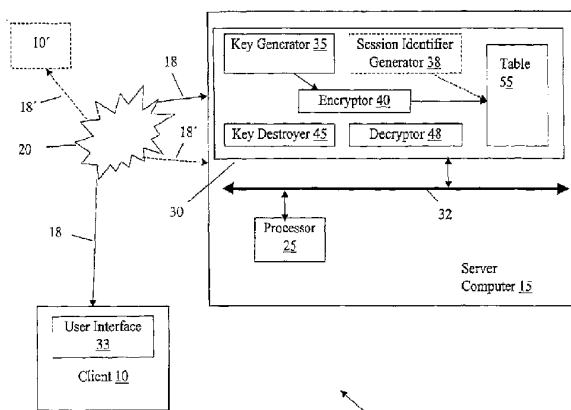 10′
18
18′
20
18′
18
Key Generator 35
Session Identifier
Generator 38
Table
55
Encryptor 40
Key Destroyer 45
Decryptor 48
30
32
Processor
25
Server
Computer 15
User Interface
33
Client 10